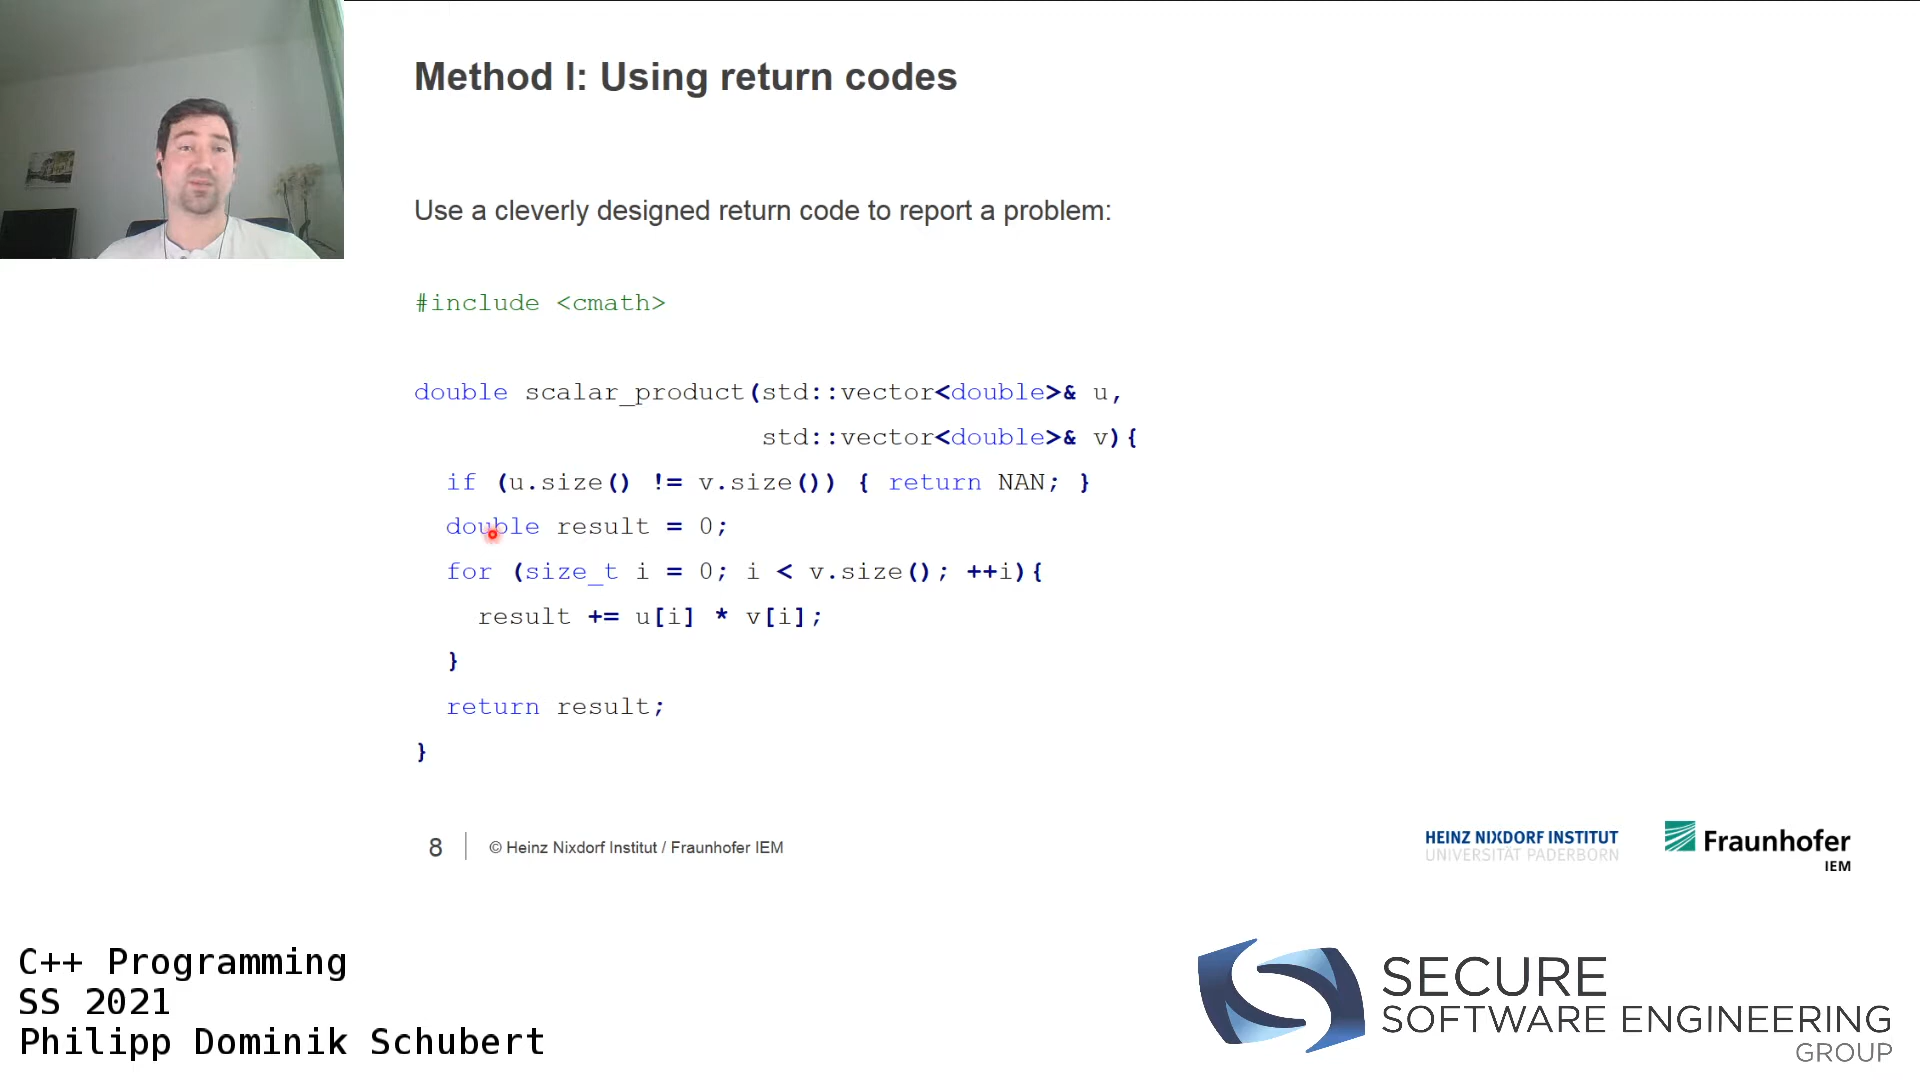 Method I: Using return codes
Use a cleverly designed return code to report a problem:
#include <cmath>
double scalar_product(std::vector<double>& u,
std::vector<double>& v){
if (u.size() != v.size()) { return NAN; }
double result = 0;
for (size_t i = 0; i < v.size(); ++i){
result += u[i] * v[i];
}
return result;
}
8
© Heinz Nixdorf Institut / Fraunhofer IEM
HEINZ NIXDORF INSTITUT
UNIVERSITÄT PADERBORN
Fraunhofer
IEM
C++ Programming
SS 2021
Philipp Dominik Schubert
SECURE
SOFTWARE ENGINEERING
GROUP